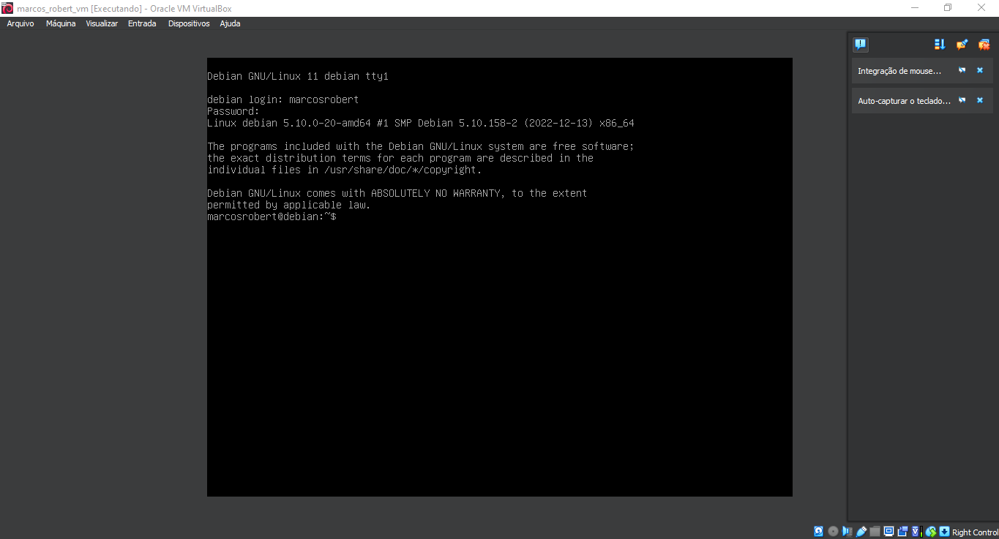 marcos_robert_vm [Executando] - Oracle VM VirtualBox
Arquivo Máquina Visualizar Entrada Dispositivos Ajuda
Debian GNU/Linux 11 debian tty1
debian login: marcosrobert
Password:
Linux debian 5.10.0-20-amd64 #1 SMP Debian 5.10.158-2 (2022-12-13) x86_64
The programs included with the Debian GNU/Linux system are free software;
the exact distribution terms for each program are described in the
individual files in /usr/share/doc/*/copyright.
Debian GNU/Linux comes with ABSOLUTELY NO WARRANTY, to the extent
permitted by applicable law.
marcosrobert@debian:~$
Integração de mouse...
Auto-capturar o teclado...
Right Control